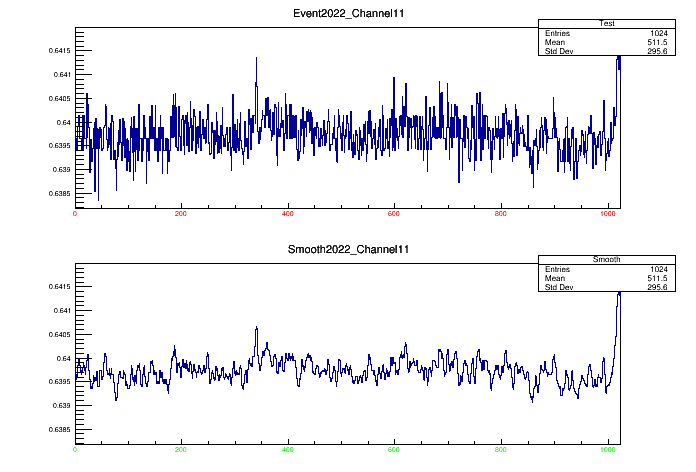 Event2022_Channel11
Test
Entries 1024
Mean 511.5
Std Dev 295.6
0.6415
0.641
0.6405
0.64
0.6395
0.639
0.6385
0 200 400 600 800 1000
Smooth2022_Channel11
Smooth
Entries 1024
Mean 511.5
Std Dev 295.6
0.6415
0.641
0.6405
0.64
0.6395
0.639
0.6385
0 200 400 600 800 1000